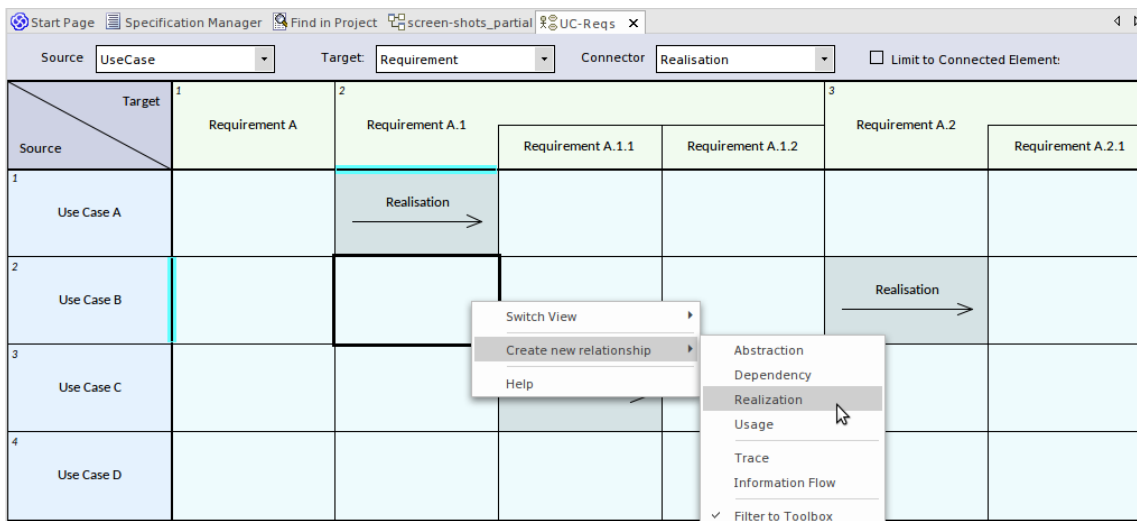 Start Page Specification Manager Find in Project screen-shots_partial UC-Reqs X
Source UseCase Target: Requirement Connector Realisation Limit to Connected Element:
Target 1 2 3
Requirement A Requirement A.1 Requirement A.2
Source Requirement A.1.1 Requirement A.1.2 Requirement A.2.1
1
Use Case A Realisation
2
Use Case B Realisation
Switch View
Create new relationship Abstraction
3
Dependency
Use Case C Help
Realization
Usage
4
Trace
Use Case D
Information Flow
Filter to Toolbox